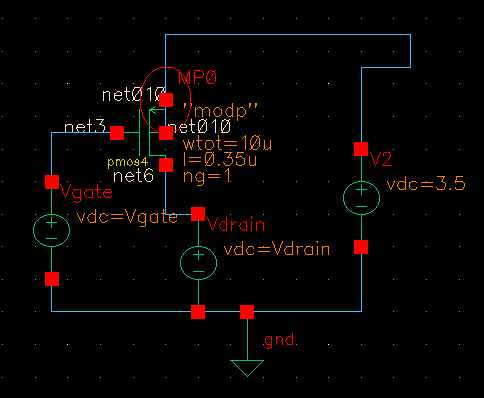 MP0
net010
"modp"
net3
net010
wtot=10u
pmos4
l=0.35u
net6
ng=1
V2
vdc=3.5
Vgate
vdc=Vgate
Vdrain
vdc=Vdrain
gnd